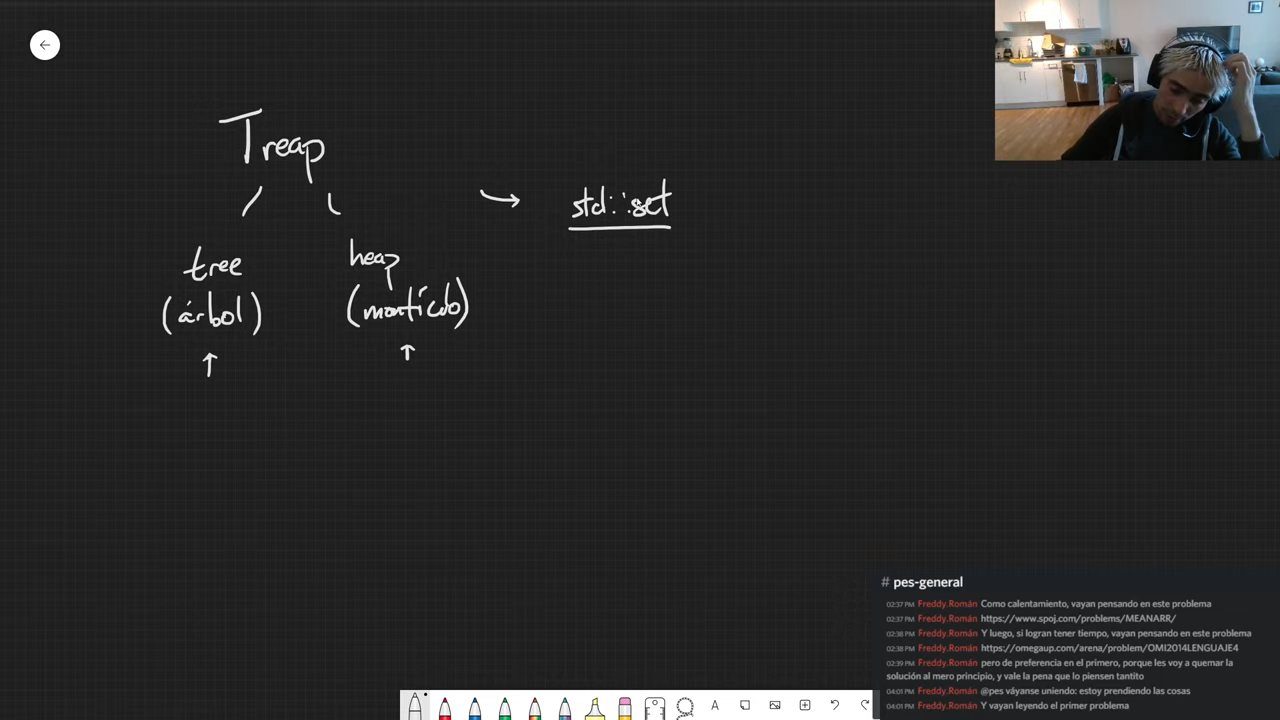 Treap
std::set
tree
heap
(árbol)
(montículo)
# pes-general
02:37 PM Freddy.Román Como calentamiento, vayan pensando en este problema
02:37 PM Freddy.Román https://www.spoj.com/problems/MEANARR/
02:38 PM Freddy.Román Y luego, si logran tener tiempo, vayan pensando en este problema
02:38 PM Freddy.Román https://omegaup.com/arena/problem/OMI2014LENGUAJE4
02:39 PM Freddy.Román pero de preferencia en el primero, porque les voy a quemar la
solución al mero principio, y vale la pena que lo piensen tantito
04:01 PM Freddy.Román @pes váyanse uniendo: estoy prendiendo las cosas
04:01 PM Freddy.Román Y vayan leyendo el primer problema
A